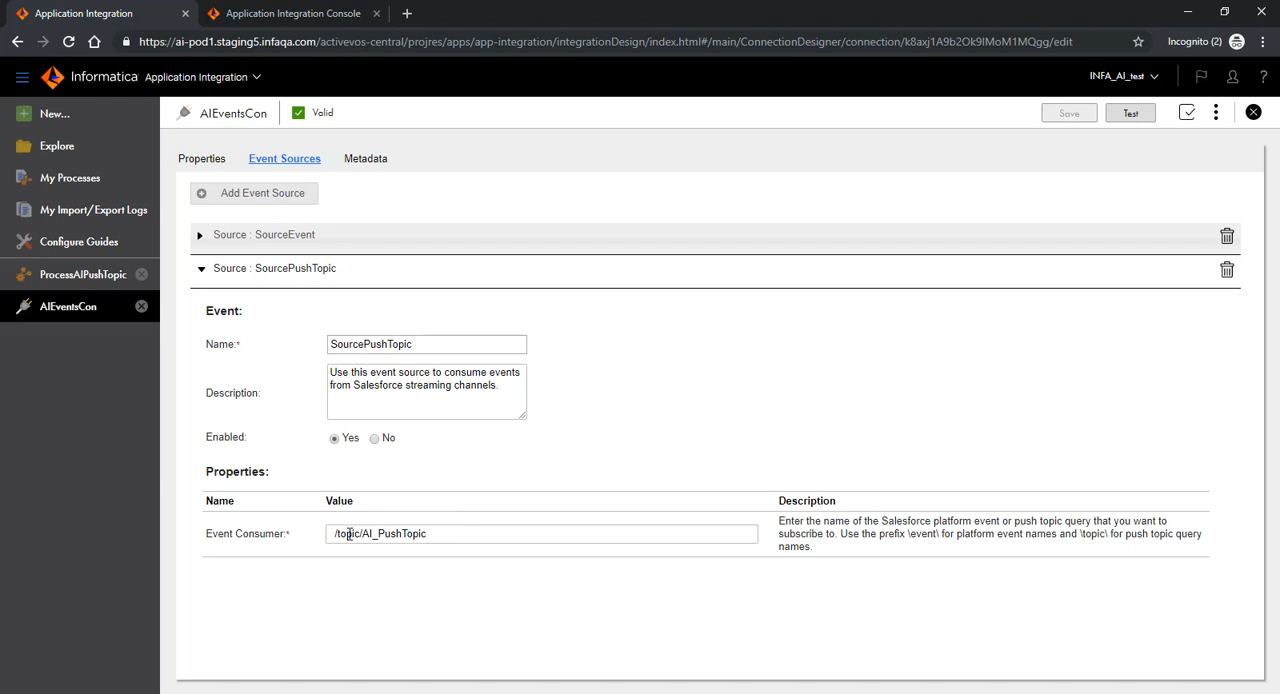 Application Integration
Application Integration Console
https://ai-pod1.staging5.infaqa.com/activevos-central/projres/apps/app-integration/integrationDesign/index.html#/main/ConnectionDesigner/connection/k8axj1A9b2Ok9IMoM1MQgg/edit
Incognito (2)
Informatica Application Integration
INFA_AI_test
?
New...
Explore
My Processes
My Import/Export Logs
Configure Guides
ProcessAIPushTopic
AIEventsCon
AIEventsCon
Valid
Save
Test
Properties
Event Sources
Metadata
Add Event Source
Source : SourceEvent
Source : SourcePushTopic
Event:
Name:*
SourcePushTopic
Description:
Use this event source to consume events
from Salesforce streaming channels.
Enabled:
Yes
No
Properties:
Name
Value
Description
Event Consumer:*
/topic/AI_PushTopic
Enter the name of the Salesforce platform event or push topic query that you want to
subscribe to. Use the prefix \event\ for platform event names and \topic\ for push topic query
names.